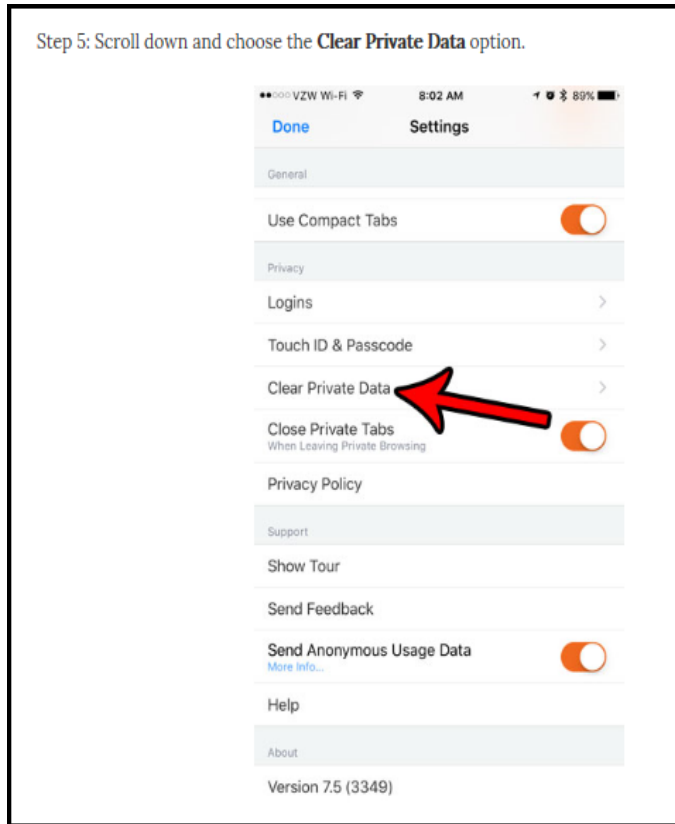 Step 5: Scroll down and choose the Clear Private Data option.
VZW Wi-Fi 8:02 AM 89%
Done Settings
General
Use Compact Tabs
Privacy
Logins
Touch ID & Passcode
Clear Private Data
Close Private Tabs
When Leaving Private Browsing
Privacy Policy
Support
Show Tour
Send Feedback
Send Anonymous Usage Data
More Info...
Help
About
Version 7.5 (3349)